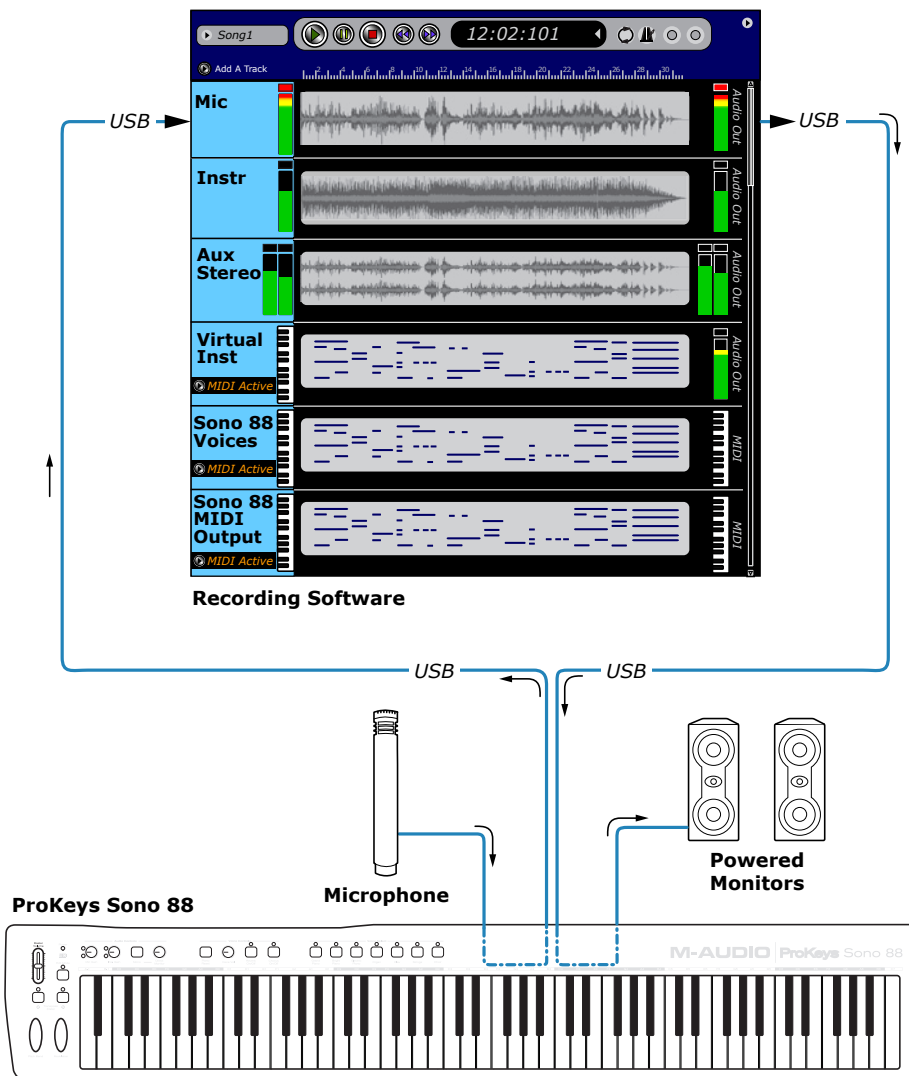 Song1
12:02:101
Add A Track
2 4 6 8 10 12 14 16 18 20 22 24 26 28 30
Mic
Audio Out
USB
USB
Instr
Audio Out
Aux
Stereo
Audio Out
Virtual
Inst
MIDI Active
Audio Out
Sono 88
Voices
MIDI Active
MIDI
Sono 88
MIDI
Output
MIDI Active
MIDI
Recording Software
USB
USB
Microphone
Powered
Monitors
ProKeys Sono 88
M-AUDIO ProKeys Sono 88